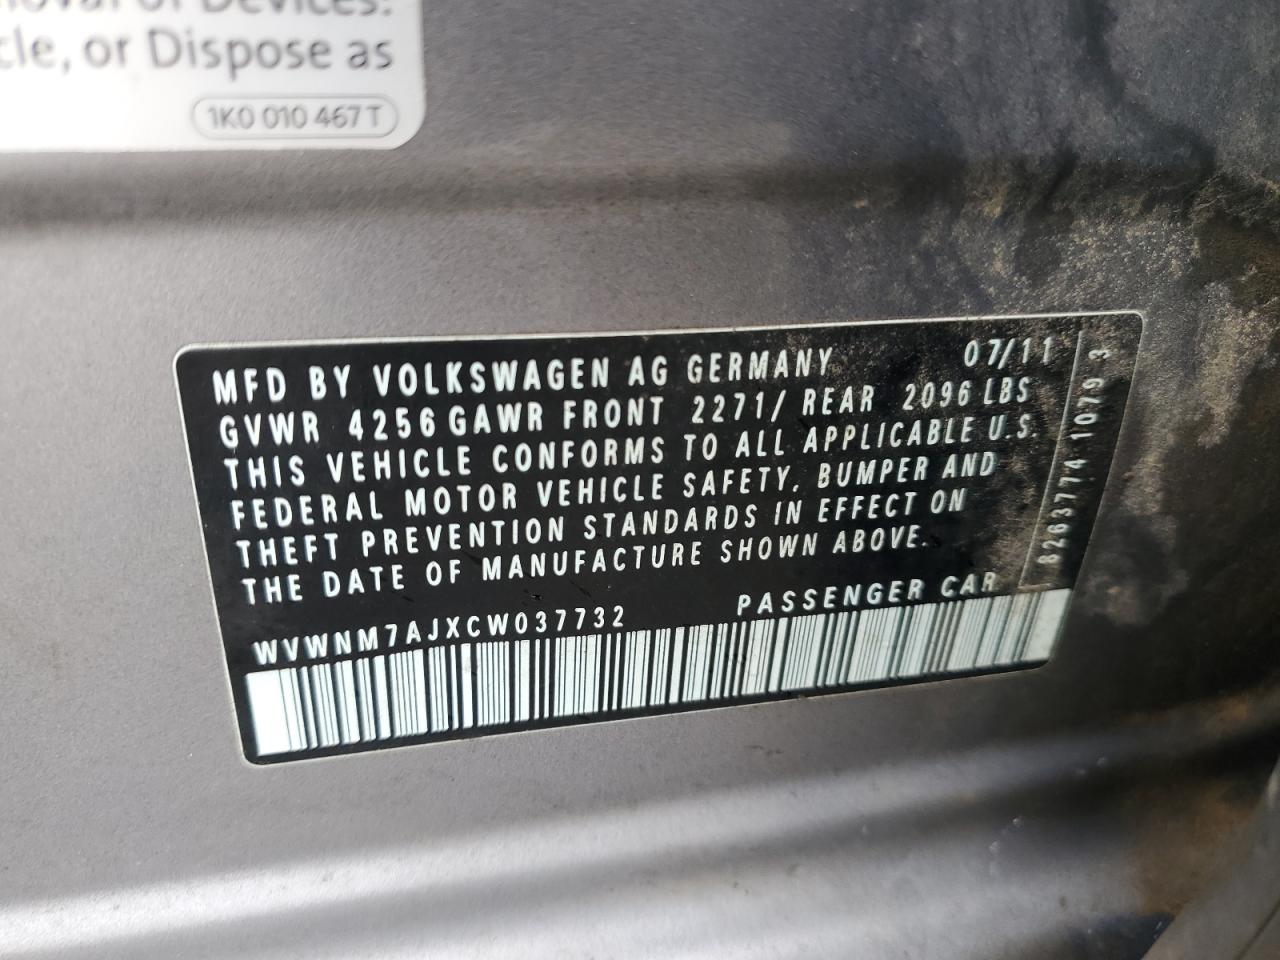 of Devices.
cle, or Dispose as
1K0 010 467 T
MFD BY VOLKSWAGEN AG GERMANY 07/11
GVWR 4256 GAWR FRONT 2271/ REAR 2096 LBS
THIS VEHICLE CONFORMS TO ALL APPLICABLE U.S.
FEDERAL MOTOR VEHICLE SAFETY, BUMPER AND
THEFT PREVENTION STANDARDS IN EFFECT ON
THE DATE OF MANUFACTURE SHOWN ABOVE.
WVWNM7AJXCW037732 PASSENGER CAR
8263774 1079 3